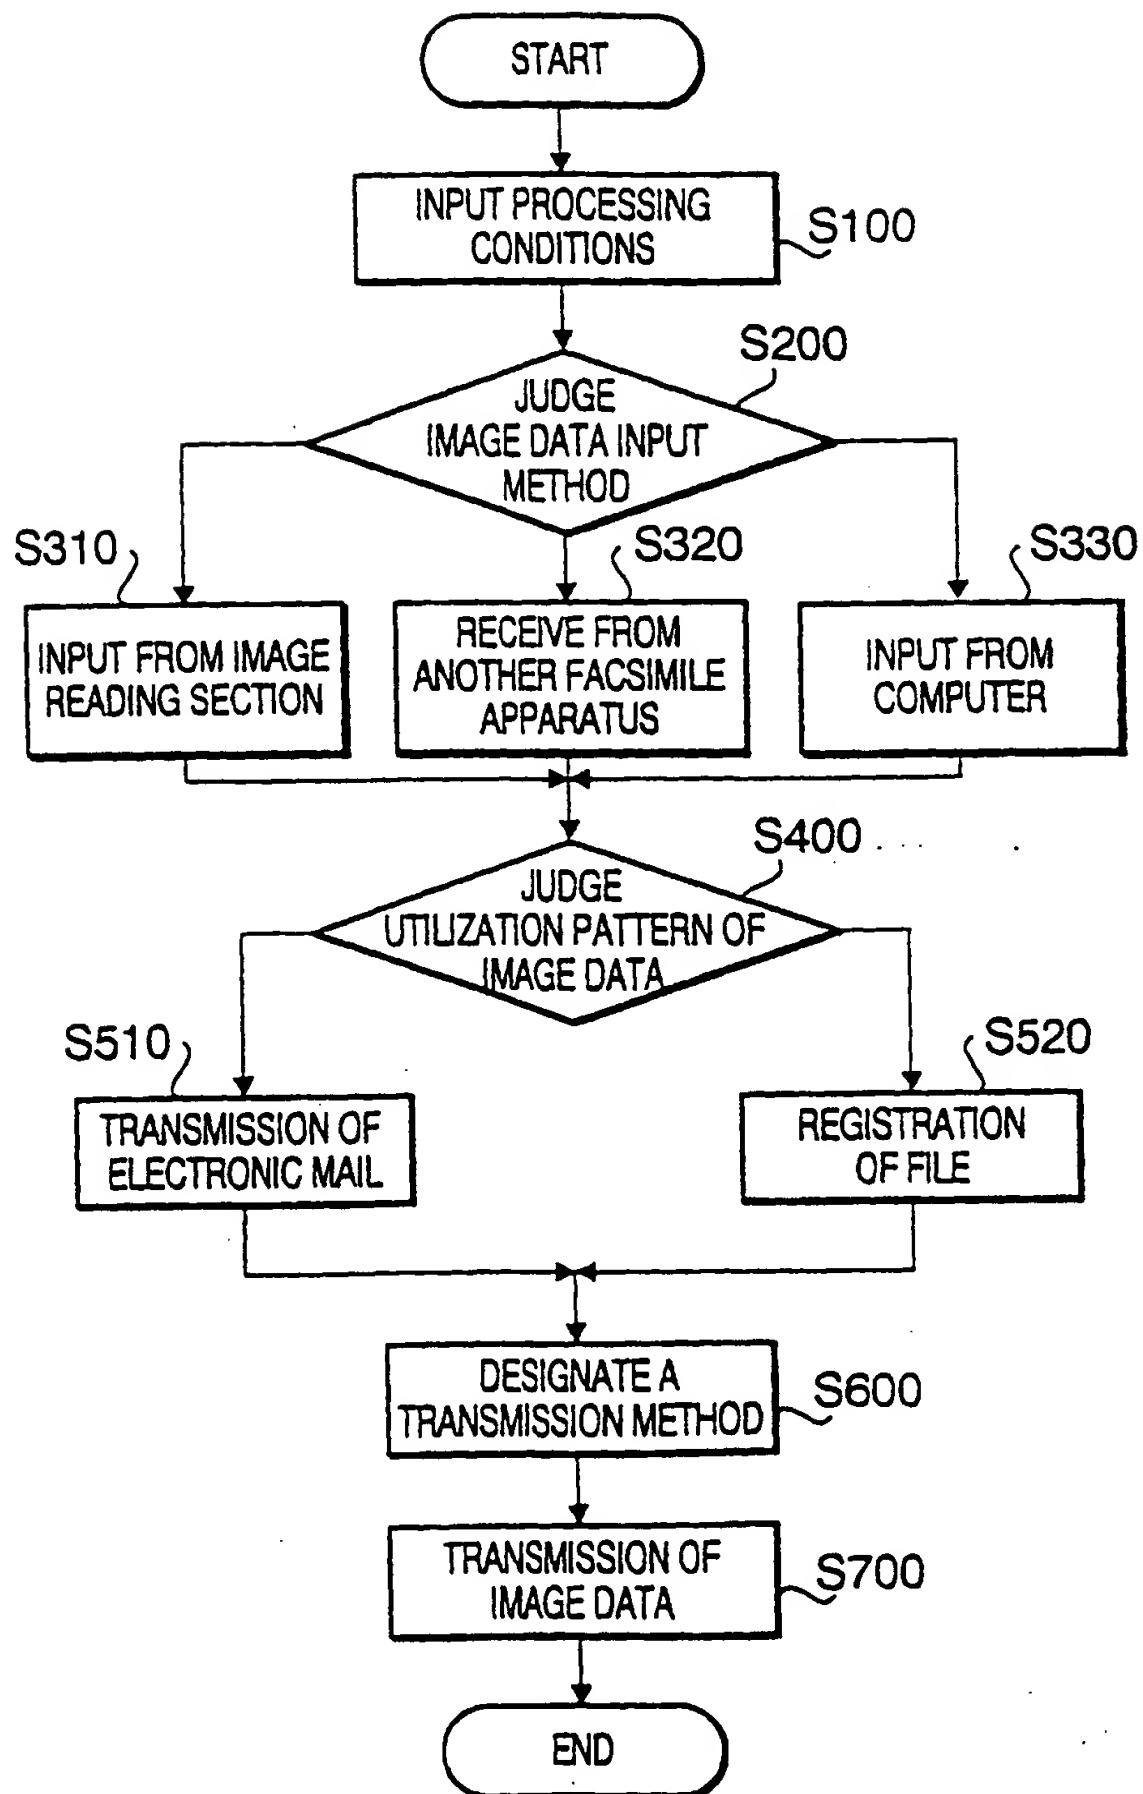 START
INPUT PROCESSING
CONDITIONS
S100
S200
JUDGE
IMAGE DATA INPUT
METHOD
S310
S320
S330
INPUT FROM IMAGE
READING SECTION
RECEIVE FROM
ANOTHER FACSIMILE
APPARATUS
INPUT FROM
COMPUTER
S400
JUDGE
UTILIZATION PATTERN OF
IMAGE DATA
S510
S520
TRANSMISSION OF
ELECTRONIC MAIL
REGISTRATION
OF FILE
DESIGNATE A
TRANSMISSION METHOD
S600
TRANSMISSION OF
IMAGE DATA
S700
END